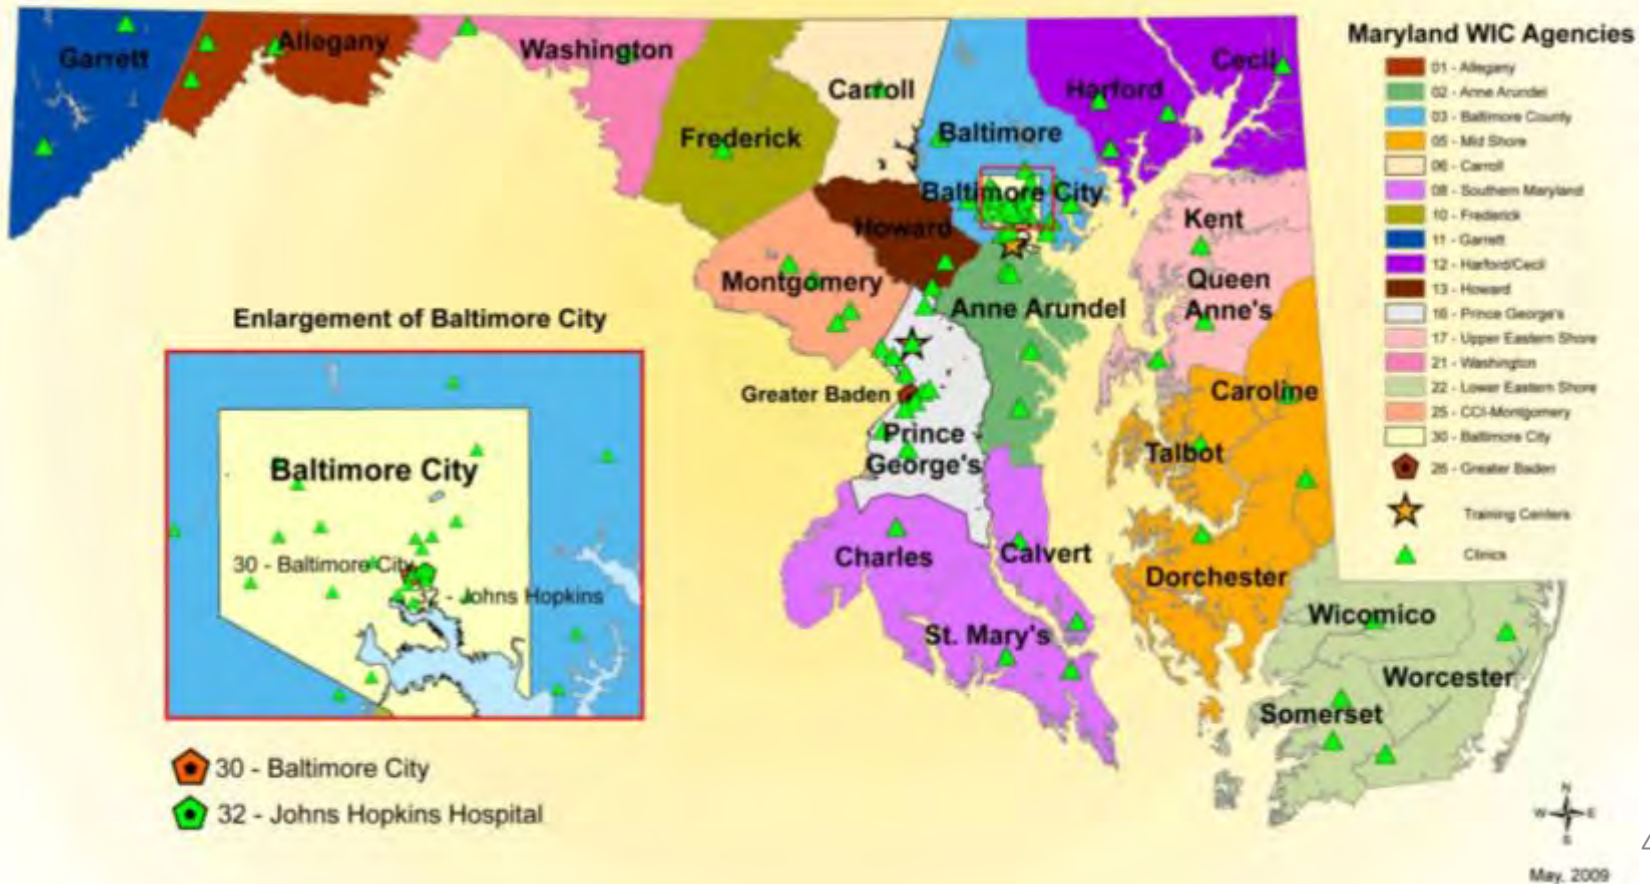 Garrett
Allegany
Washington
Frederick
Carroll
Baltimore
Harford
Cecil
Baltimore City
Howard
Montgomery
Anne Arundel
Kent
Queen
Anne's
Greater Baden
Prince
George's
Caroline
Talbot
Charles
Calvert
Dorchester
St. Mary's
Wicomico
Worcester
Somerset
Maryland WIC Agencies
01 - Allegany
02 - Anne Arundel
03 - Baltimore County
05 - Mid Shore
06 - Carroll
08 - Southern Maryland
10 - Frederick
11 - Garrett
12 - Harford/Cecil
13 - Howard
16 - Prince George's
17 - Upper Eastern Shore
21 - Washington
22 - Lower Eastern Shore
25 - CCI-Montgomery
30 - Baltimore City
26 - Greater Baden
Training Centers
Clinics
Enlargement of Baltimore City
Baltimore City
30 - Baltimore City
32 - Johns Hopkins
30 - Baltimore City
32 - Johns Hopkins Hospital
N
W E
S
May, 2009